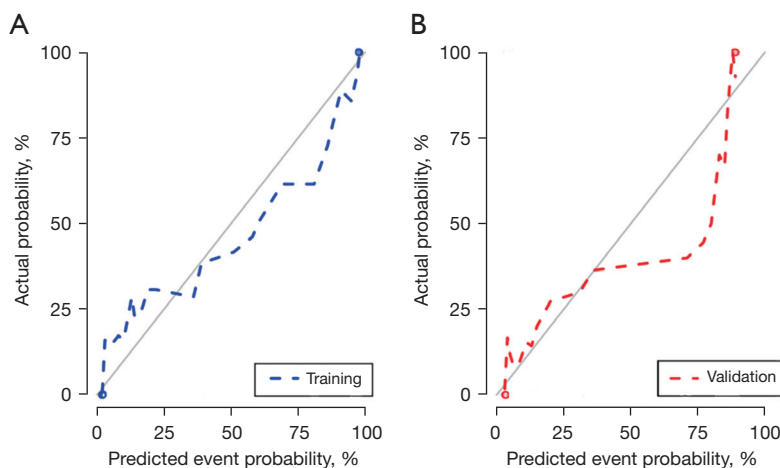 A
100
75
50
25
0
Actual probability, %
0 25 50 75 100
Predicted event probability, %
Training
B
100
75
50
25
0
Actual probability, %
0 25 50 75 100
Predicted event probability, %
Validation